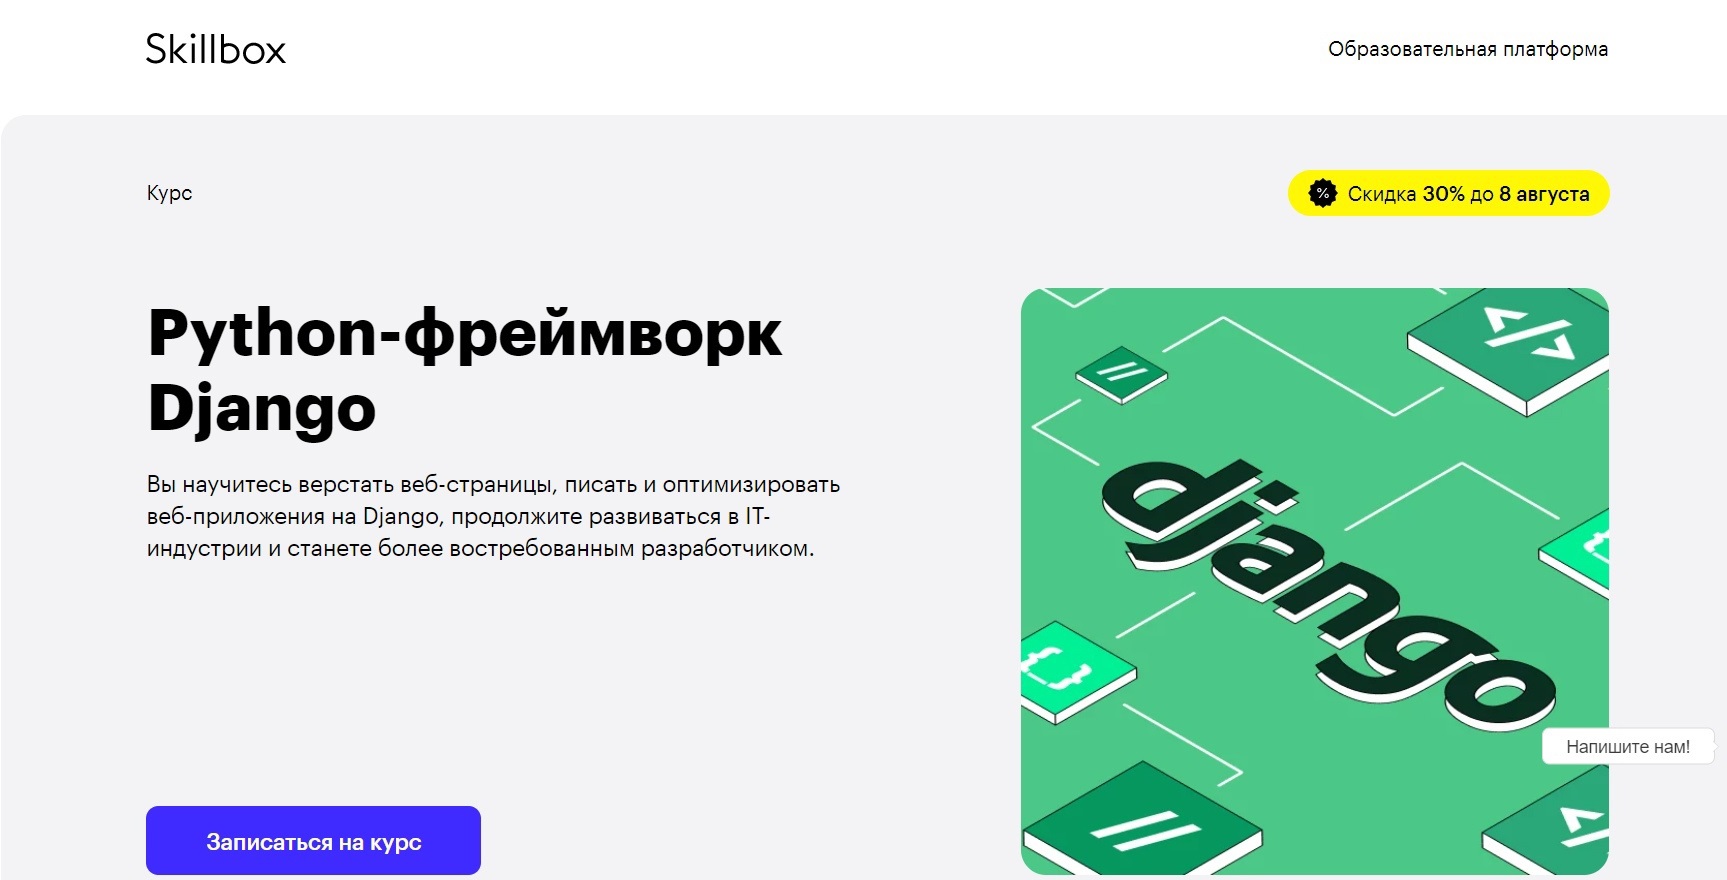 Skillbox
Образовательная платформа
Курс
% Скидка 30% до 8 августа
Python-фреймворк
Django
Вы научитесь верстать веб-страницы, писать и оптимизировать
веб-приложения на Django, продолжите развиваться в IT-
индустрии и станете более востребованным разработчиком.
Записаться на курс
</>
//
django
{}
{}
Напишите нам!
//
</